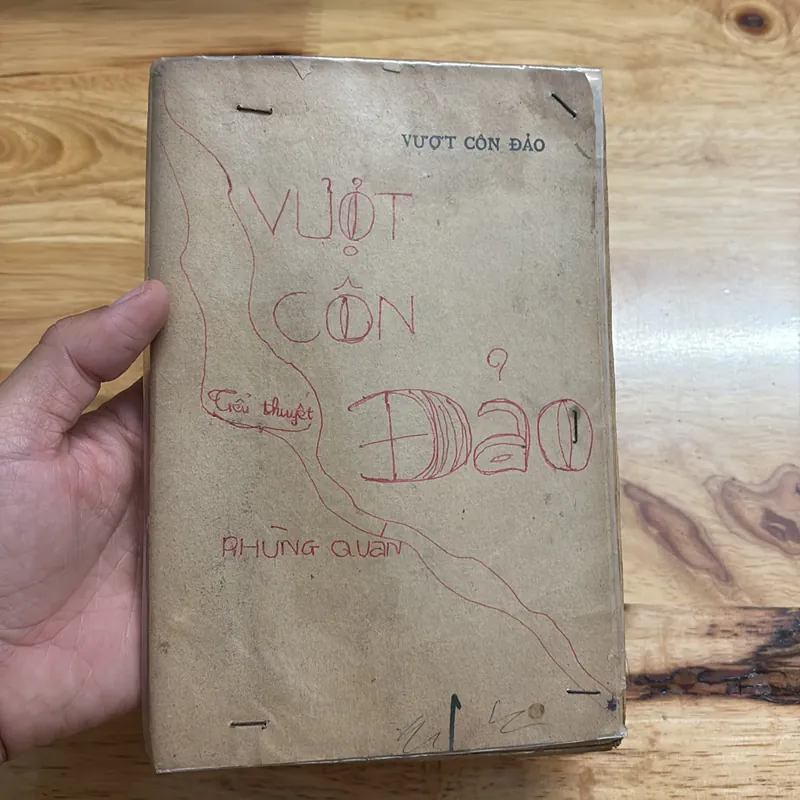 VƯỢT CÔN ĐẢO
VƯỢT
CÔN
ĐẢO
Tiểu thuyết
PHÙNG QUÁN